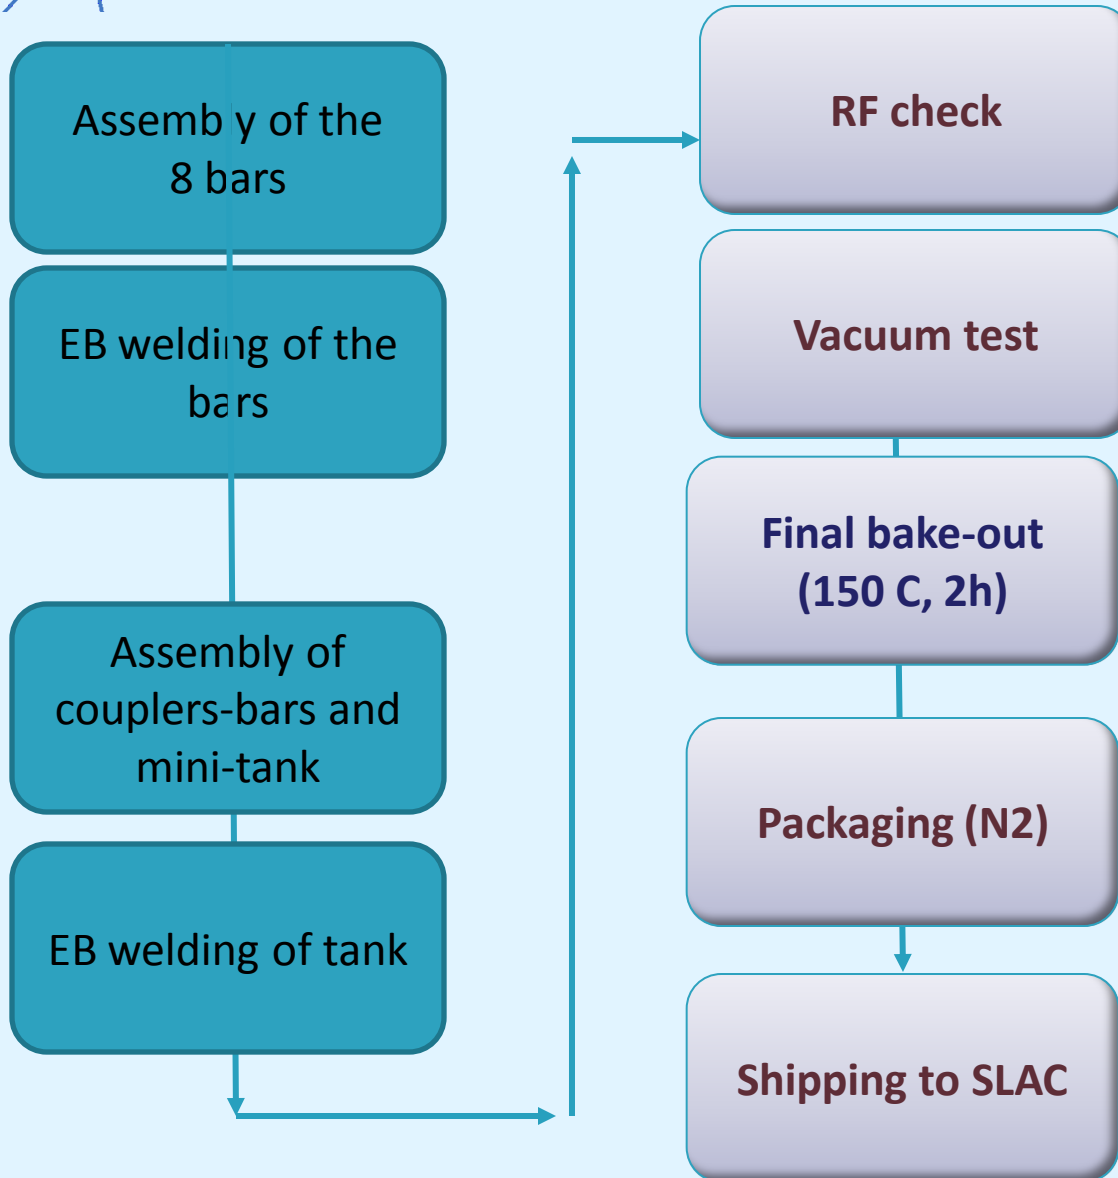 Assembly of the
8 bars
EB welding of the
bars
Assembly of
couplers-bars and
mini-tank
EB welding of tank
RF check
Vacuum test
Final bake-out
(150 C, 2h)
Packaging (N2)
Shipping to SLAC